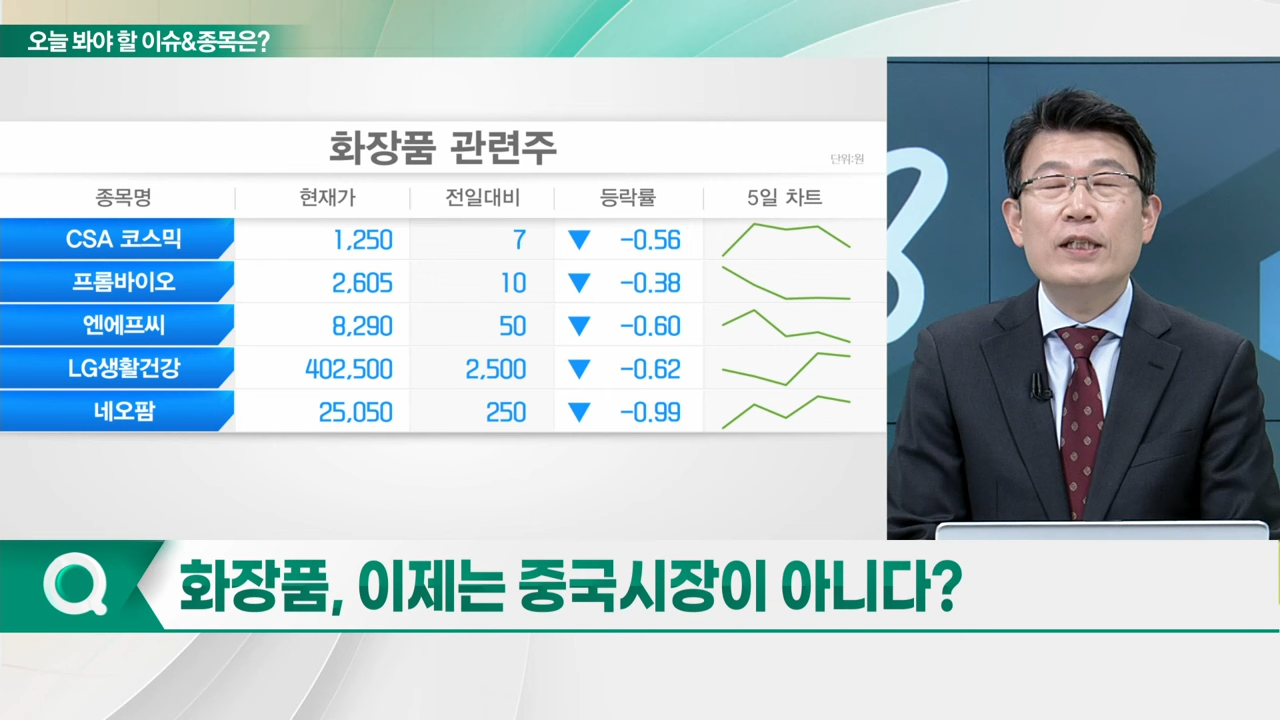 오늘 봐야 할 이슈&종목은?
화장품 관련주
단위:원
종목명 현재가 전일대비 등락률 5일 차트
CSA 코스믹 1,250 7 ▼ -0.56
프롬바이오 2,605 10 ▼ -0.38
엔에프씨 8,290 50 ▼ -0.60
LG생활건강 402,500 2,500 ▼ -0.62
네오팜 25,050 250 ▼ -0.99
화장품, 이제는 중국시장이 아니다?